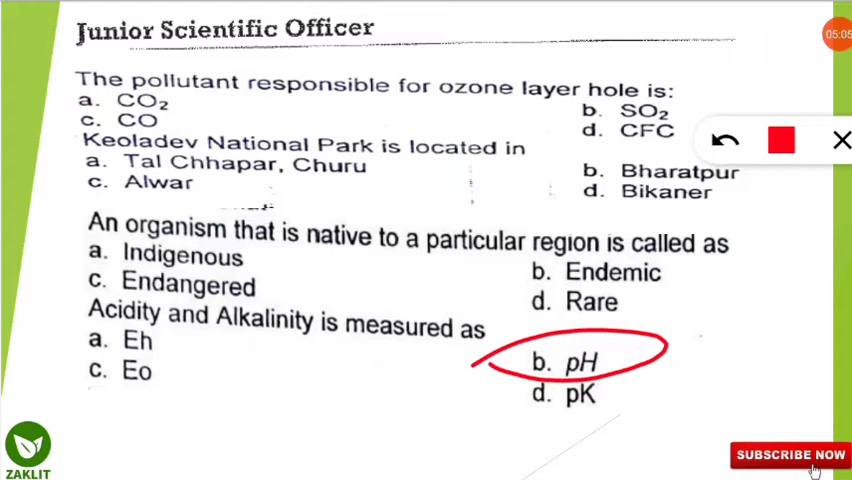 Junior Scientific Officer
05:05
The pollutant responsible for ozone layer hole is:
a. CO₂
b. SO₂
c. CO
d. CFC
Keoladev National Park is located in
a. Tal Chhapar, Churu
b. Bharatpur
c. Alwar
d. Bikaner
An organism that is native to a particular region is called as
a. Indigenous
b. Endemic
c. Endangered
d. Rare
Acidity and Alkalinity is measured as
a. Eh
b. pH
c. Eo
d. pK
ZAKLIT
SUBSCRIBE NOW